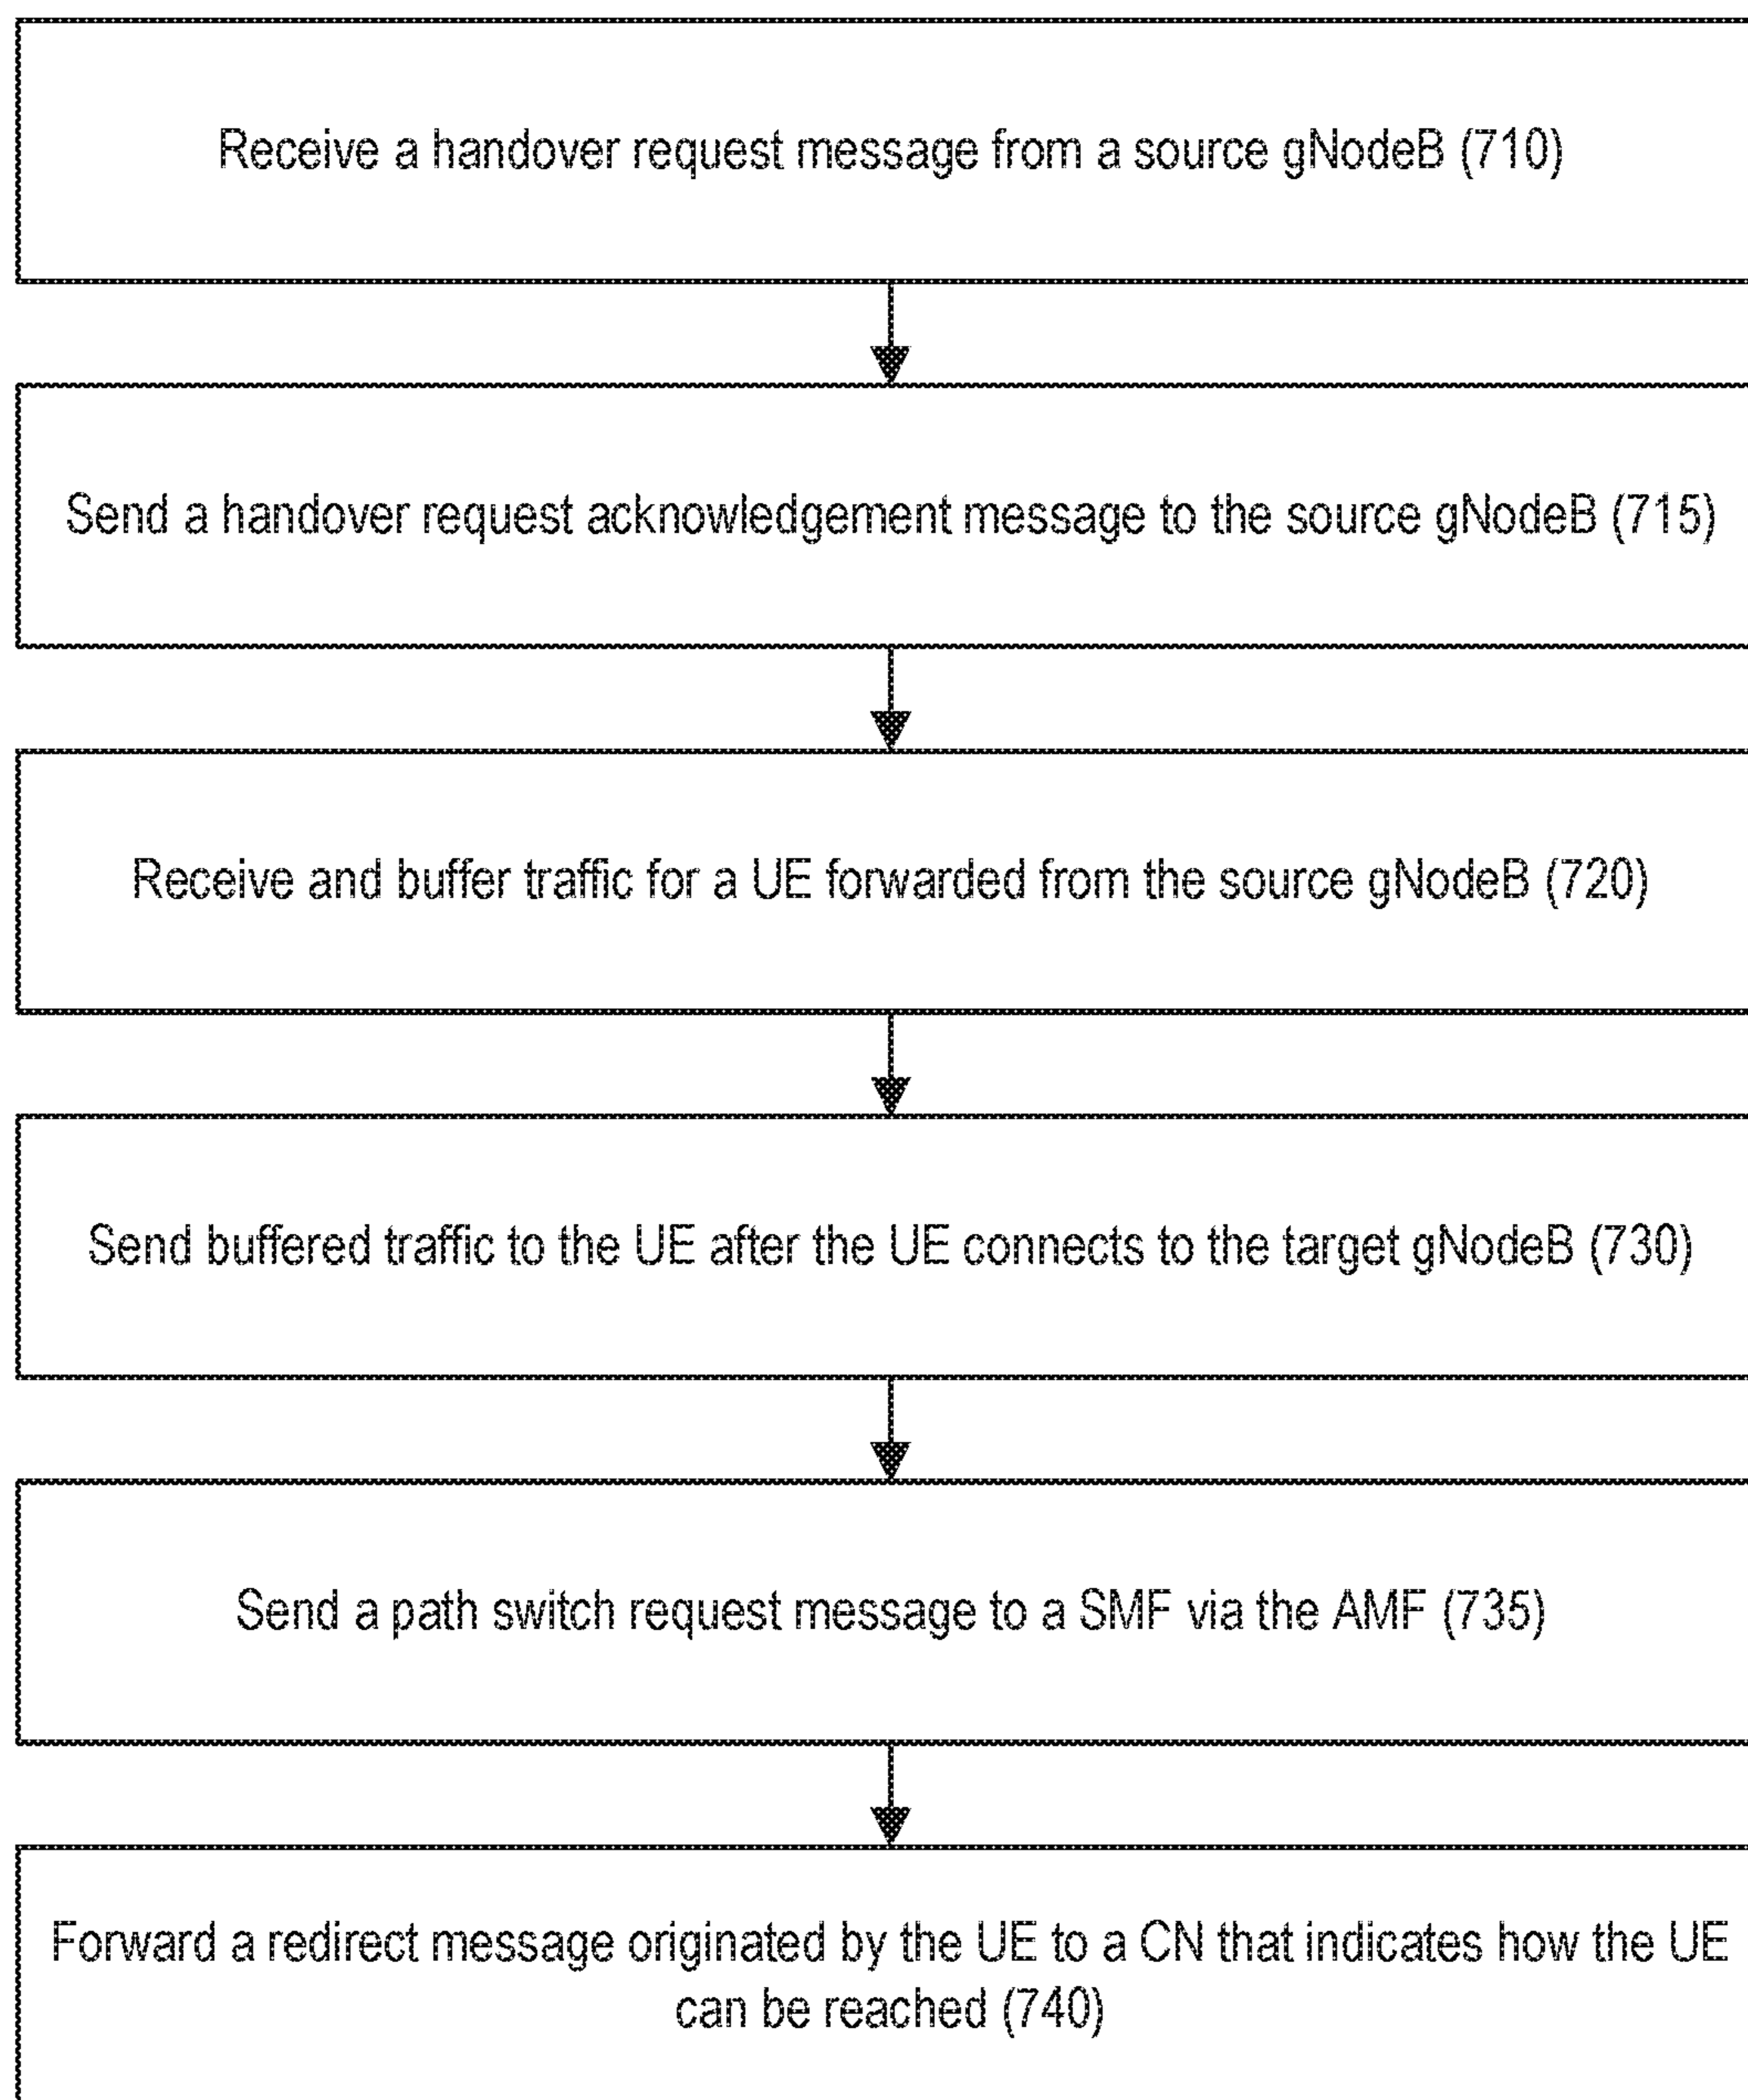 Receive a handover request message from a source gNodeB (710)
Send a handover request acknowledgement message to the source gNodeB (715)
Receive and buffer traffic for a UE forwarded from the source gNodeB (720)
Send buffered traffic to the UE after the UE connects to the target gNodeB (730)
Send a path switch request message to a SMF via the AMF (735)
Forward a redirect message originated by the UE to a CN that indicates how the UE
can be reached (740)